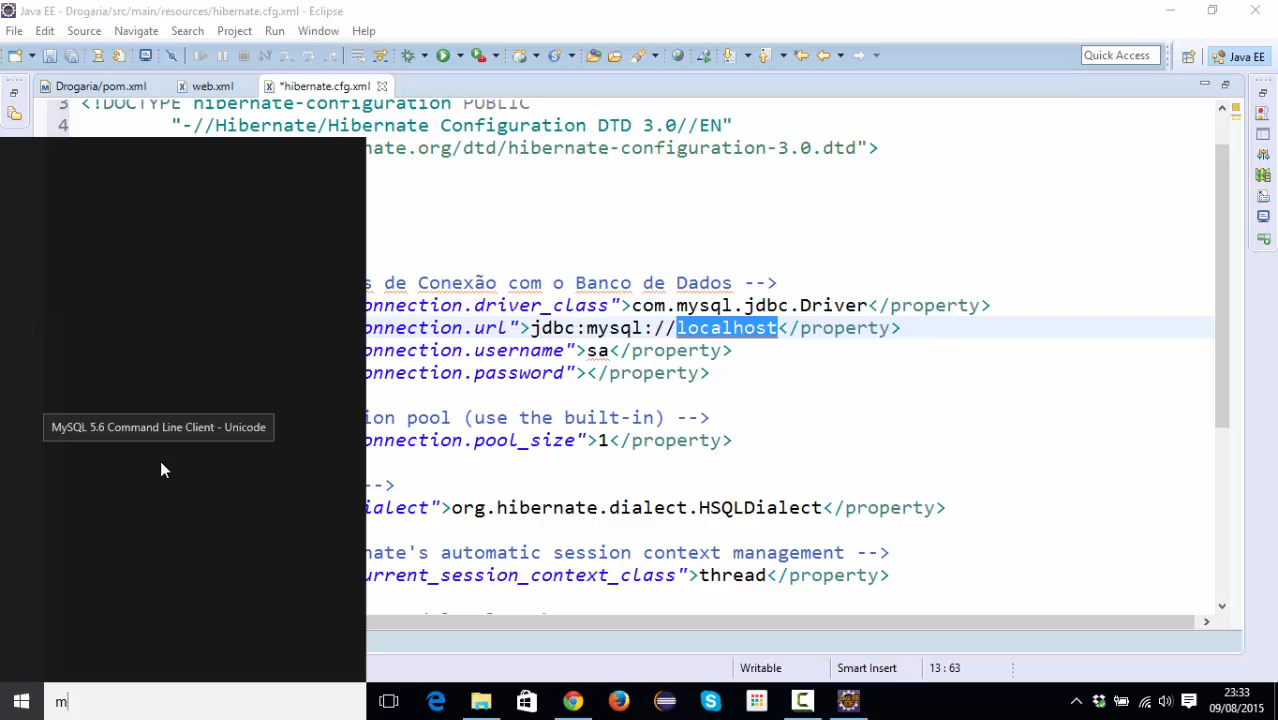 Java EE - Drogaria/src/main/resources/hibernate.cfg.xml - Eclipse
File Edit Source Navigate Search Project Run Window Help
Quick Access
Java EE
Drogaria/pom.xml
web.xml
*hibernate.cfg.xml
3 <!DOCTYPE hibernate-configuration PUBLIC
4 "-//Hibernate/Hibernate Configuration DTD 3.0//EN"
nate.org/dtd/hibernate-configuration-3.0.dtd">
s de Conexão com o Banco de Dados -->
onnection.driver_class">com.mysql.jdbc.Driver</property>
onnection.url">jdbc:mysql://localhost</property>
onnection.username">sa</property>
onnection.password"></property>
ion pool (use the built-in) -->
onnection.pool_size">1</property>
-->
ialect">org.hibernate.dialect.HSQLDialect</property>
nate's automatic session context management -->
urrent_session_context_class">thread</property>
MySQL 5.6 Command Line Client - Unicode
Writable
Smart Insert
13 : 63
m
23:33
09/08/2015